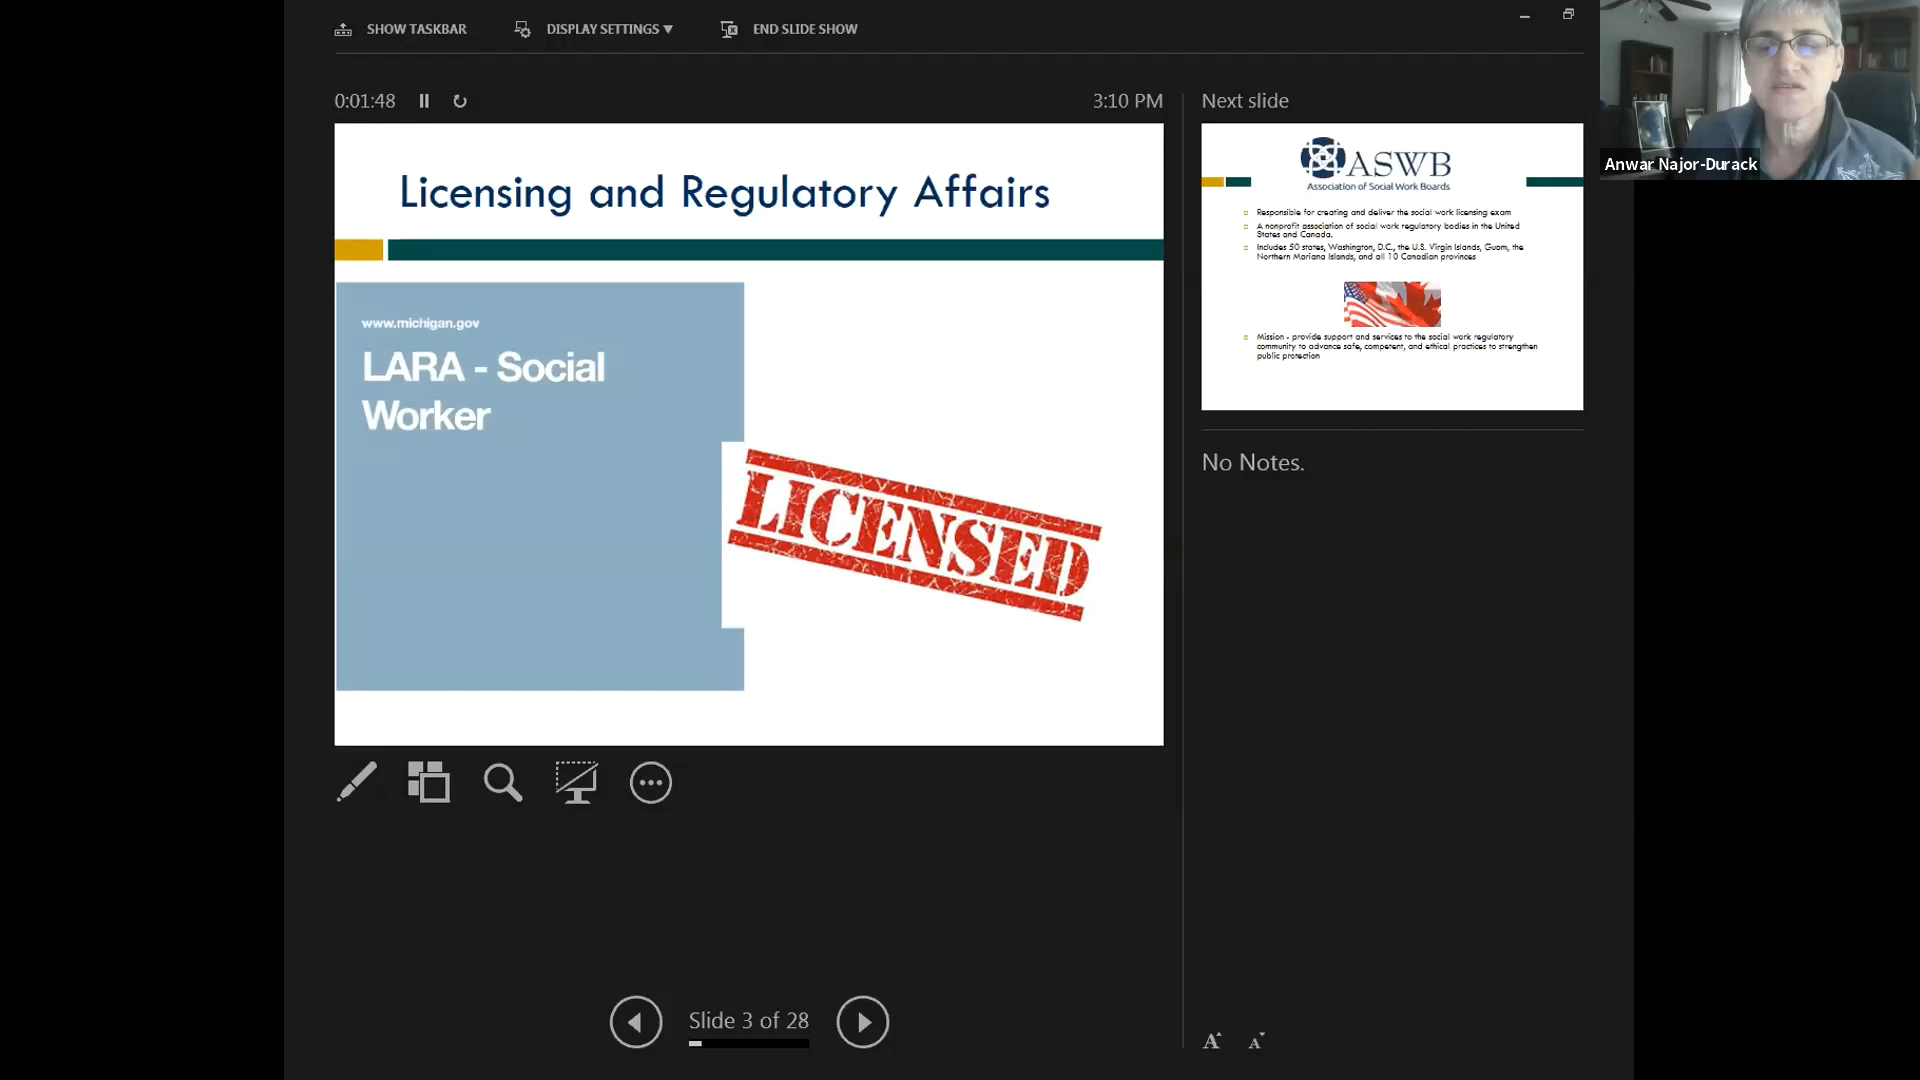 SHOW TASKBAR
DISPLAY SETTINGS
END SLIDE SHOW
0:01:48
3:10 PM
Licensing and Regulatory Affairs
www.michigan.gov
LARA - Social
Worker
LICENSED
Slide 3 of 28
Next slide
ASWB
Association of Social Work Boards
Responsible for creating and deliver the social work licensing exam
A nonprofit association of social work regulatory bodies in the United
States and Canada.
Includes 50 states, Washington, D.C., the U.S. Virgin Islands, Guam, the
Northern Mariana Islands, and all 10 Canadian provinces
Mission - provide support and services to the social work regulatory
community to advance safe, competent, and ethical practices to strengthen
public protection
No Notes.
A A
Anwar Najor-Durack